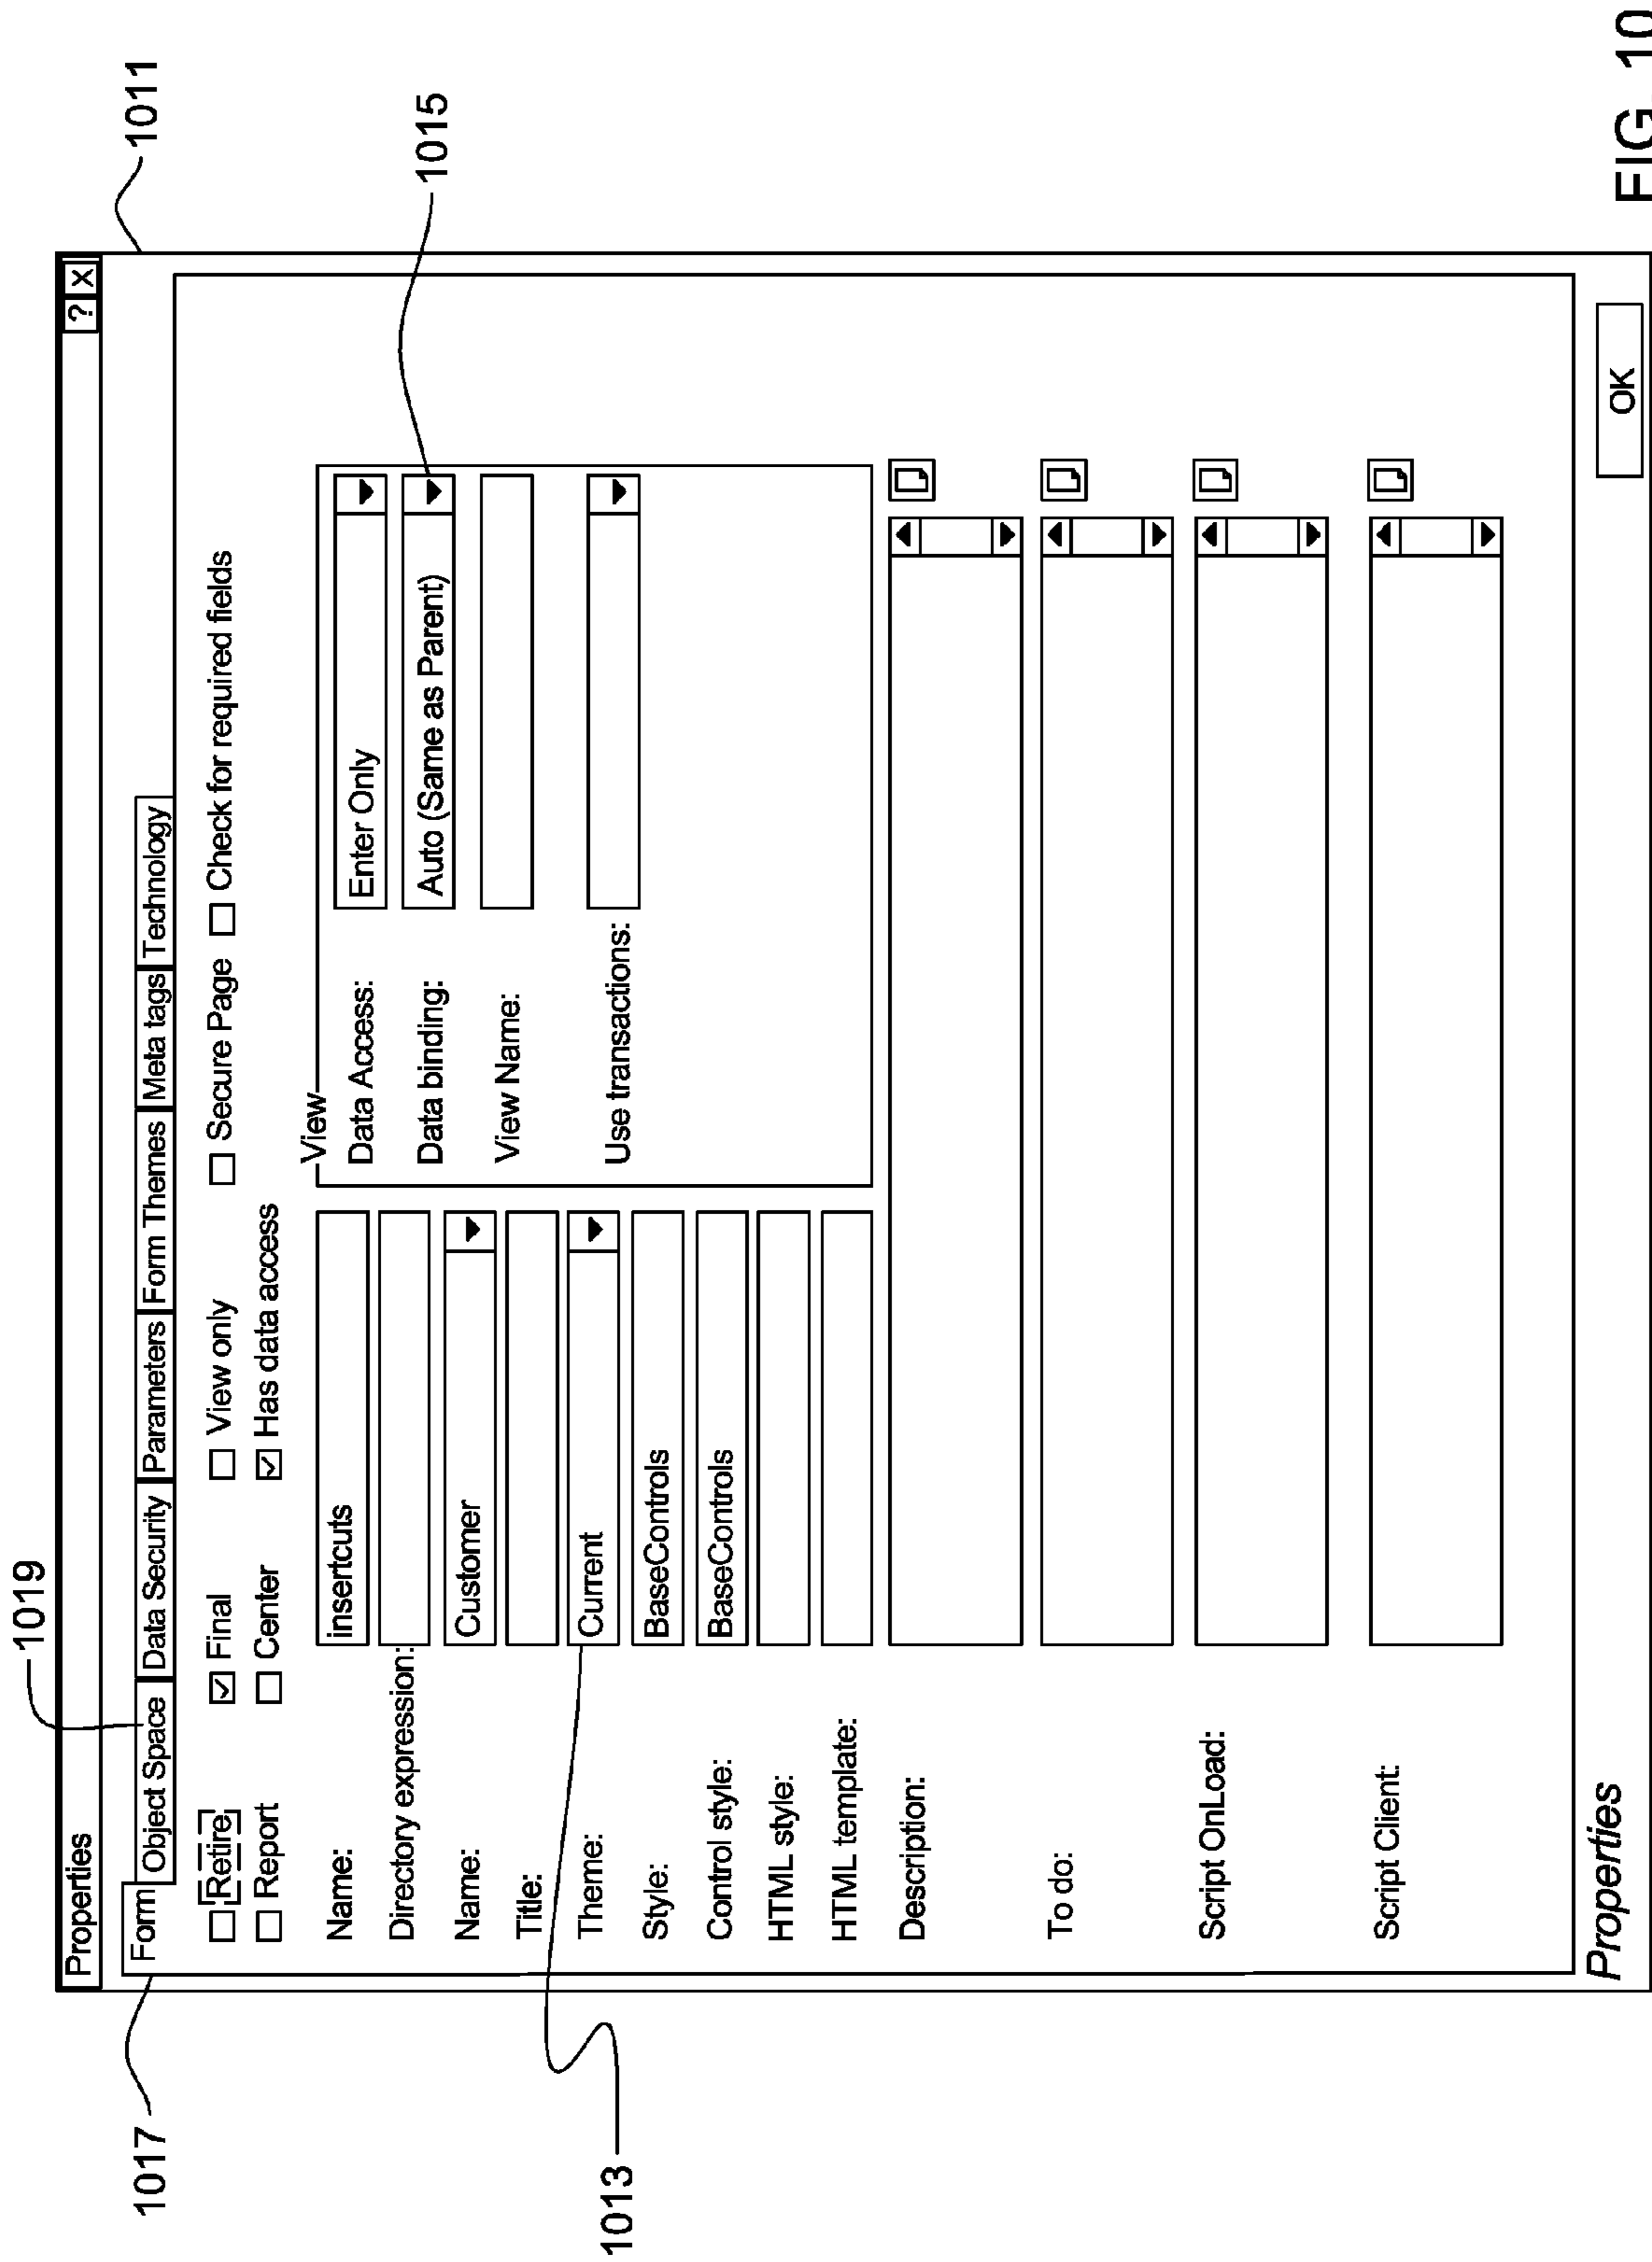 1019
1011
Properties ? X
Form Object Space Data Security Parameters Form Themes Meta tags Technology
1017
Retire Final View only Secure Page Check for required fields
Report Center Has data access
1015
Name: insertcuts
Directory expression:
Name: Customer
Title:
Theme: Current
1013
Style: BaseControls
Control style: BaseControls
HTML style:
HTML template:
View
Data Access: Enter Only
Data binding: Auto (Same as Parent)
View Name:
Use transactions:
Description:
To do:
Script OnLoad:
Script Client:
Properties
OK
FIG. 10